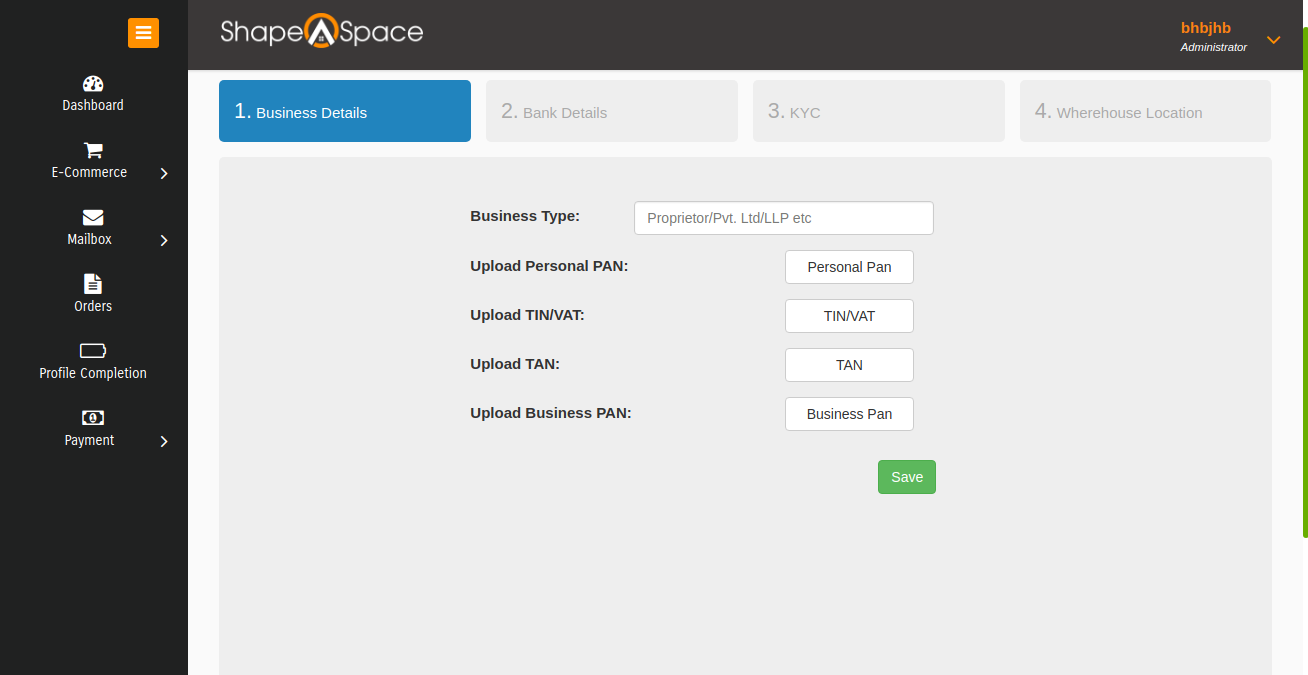 Shape Space
bhbjhb
Administrator
Dashboard
E-Commerce
Mailbox
Orders
Profile Completion
Payment
1. Business Details
2. Bank Details
3. KYC
4. Wherehouse Location
Business Type: Proprietor/Pvt. Ltd/LLP etc
Upload Personal PAN: Personal Pan
Upload TIN/VAT: TIN/VAT
Upload TAN: TAN
Upload Business PAN: Business Pan
Save